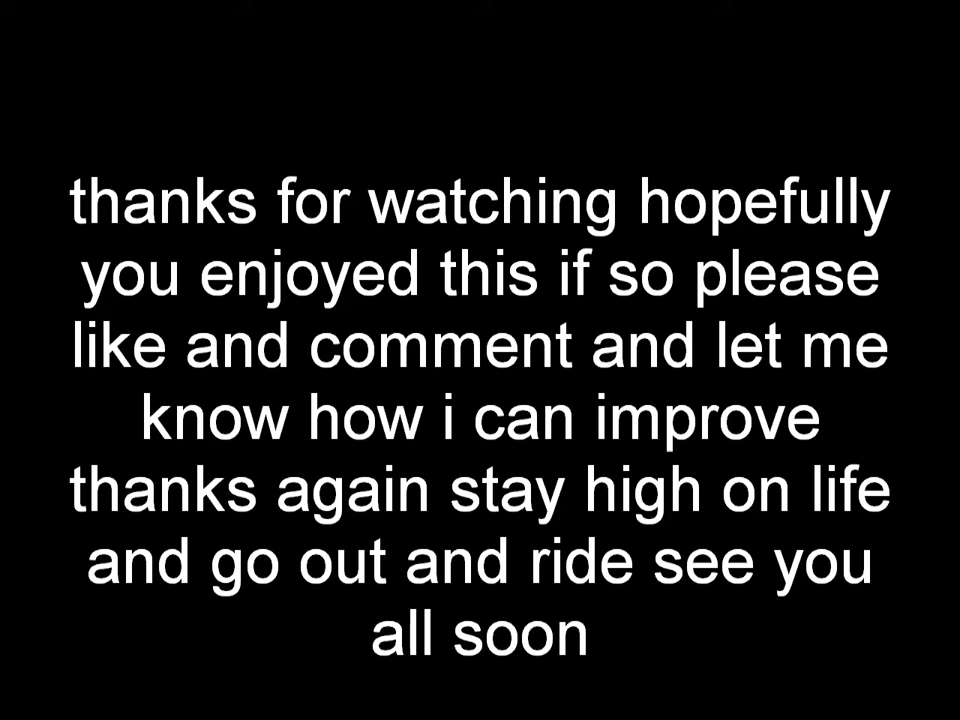 thanks for watching hopefully
you enjoyed this if so please
like and comment and let me
know how i can improve
thanks again stay high on life
and go out and ride see you
all soon